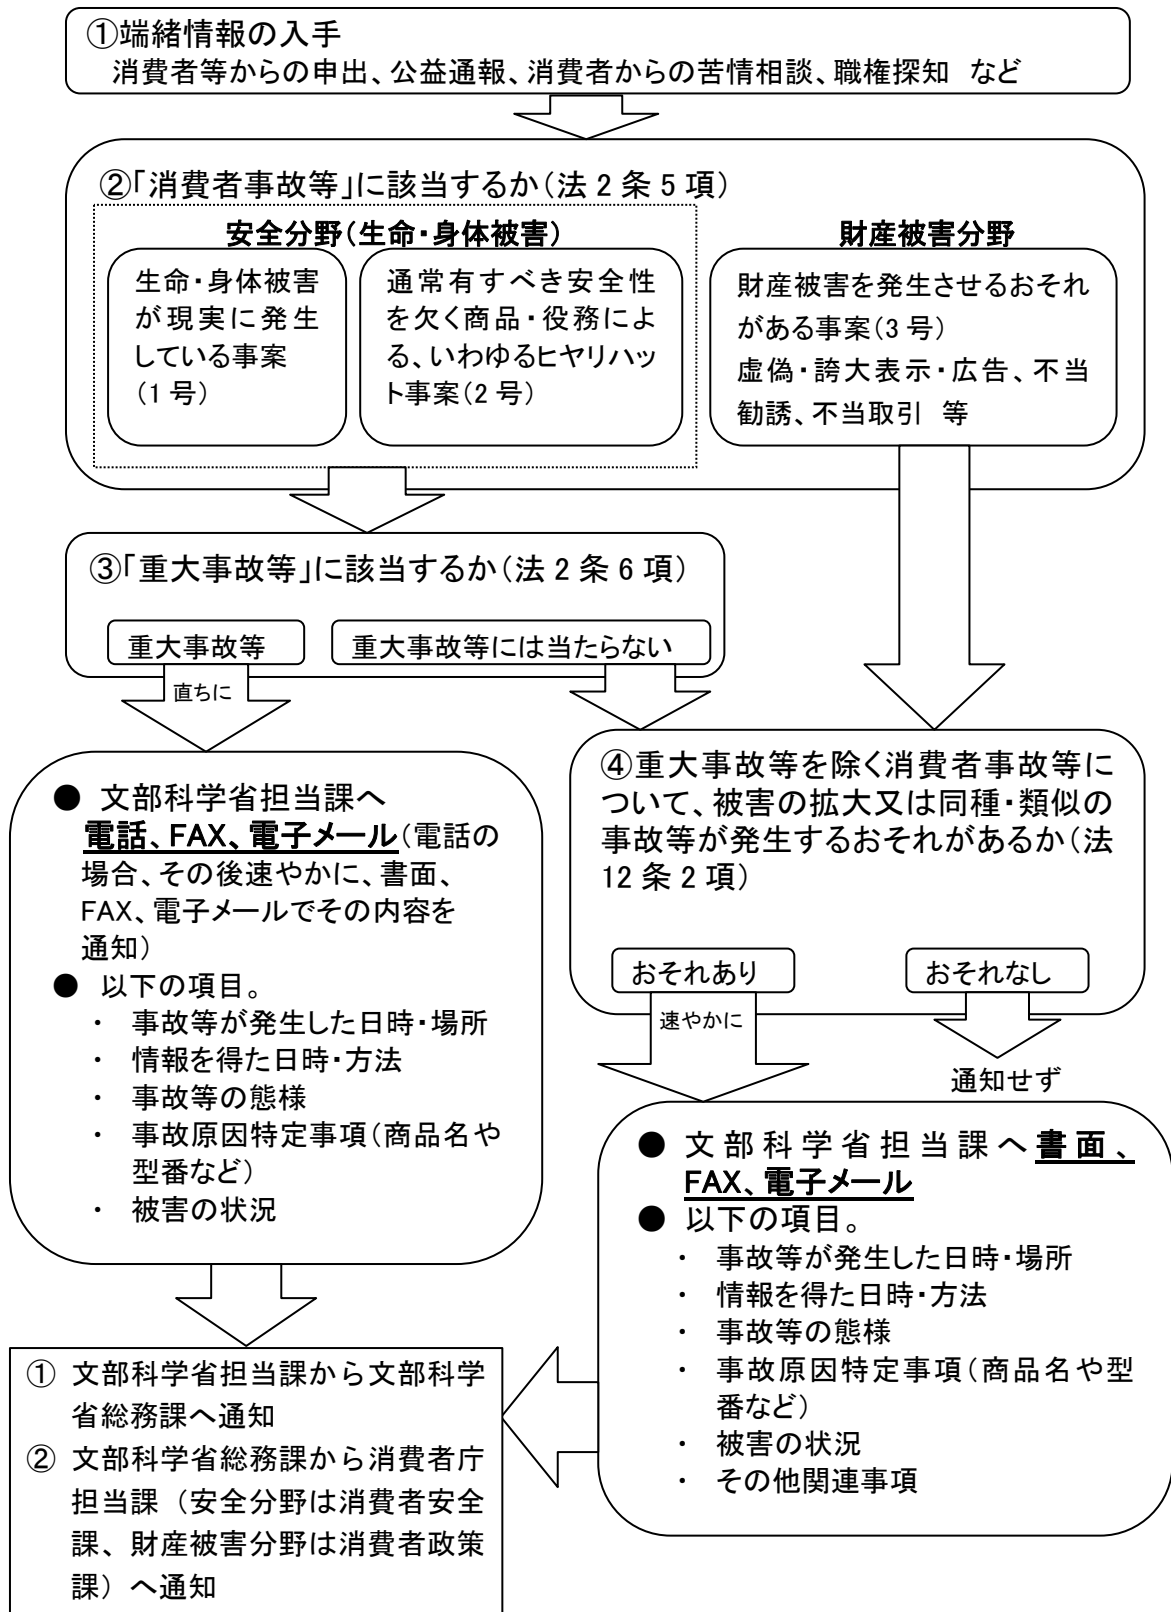 ①端緒情報の入手
消費者等からの申出、公益通報、消費者からの苦情相談、職権探知 など
②「消費者事故等」に該当するか(法2条5項)
安全分野(生命・身体被害)
生命・身体被害
が現実に発生
している事案
(1号)
通常有すべき安全性
を欠く商品・役務によ
る、いわゆるヒヤリハッ
ト事案(2号)
財産被害分野
財産被害を発生させるおそれ
がある事案(3号)
虚偽・誇大表示・広告、不当
勧誘、不当取引 等
③「重大事故等」に該当するか(法2条6項)
重大事故等
重大事故等には当たらない
直ちに
● 文部科学省担当課へ
電話、FAX、電子メール(電話の
場合、その後速やかに、書面、
FAX、電子メールでその内容を
通知)
● 以下の項目。
・ 事故等が発生した日時・場所
・ 情報を得た日時・方法
・ 事故等の態様
・ 事故原因特定事項(商品名や
型番など)
・ 被害の状況
④重大事故等を除く消費者事故等に
ついて、被害の拡大又は同種・類似の
事故等が発生するおそれがあるか(法
12条2項)
おそれあり
おそれなし
速やかに
通知せず
● 文部科学省担当課へ書面、
FAX、電子メール
● 以下の項目。
・ 事故等が発生した日時・場所
・ 情報を得た日時・方法
・ 事故等の態様
・ 事故原因特定事項(商品名や型
番など)
・ 被害の状況
・ その他関連事項
① 文部科学省担当課から文部科学
省総務課へ通知
② 文部科学省総務課から消費者庁
担当課(安全分野は消費者安全
課、財産被害分野は消費者政策
課)へ通知